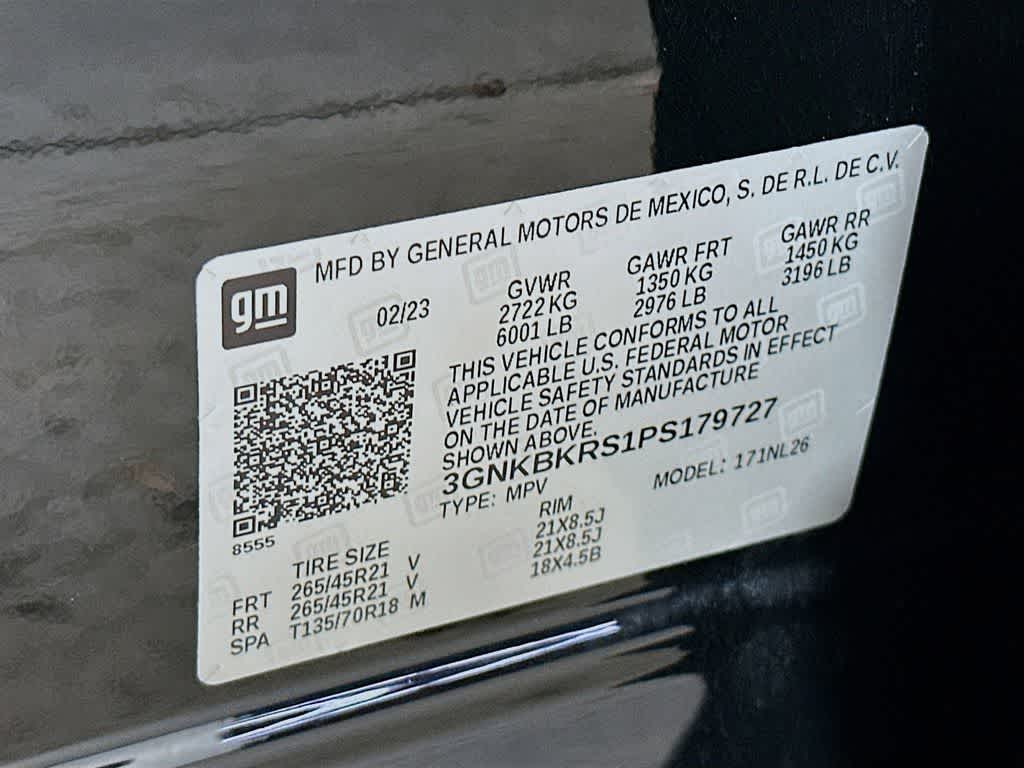 MFD BY GENERAL MOTORS DE MEXICO, S. DE R.L. DE C.V.
gm
02/23
GVWR GAWR FRT GAWR RR
2722 KG 1350 KG 1450 KG
6001 LB 2976 LB 3196 LB
THIS VEHICLE CONFORMS TO ALL
APPLICABLE U.S. FEDERAL MOTOR
VEHICLE SAFETY STANDARDS IN EFFECT
ON THE DATE OF MANUFACTURE
SHOWN ABOVE.
3GNKBKRS1PS179727
TYPE: MPV MODEL: 171NL26
8555
TIRE SIZE RIM
FRT 265/45R21 V 21X8.5J
RR 265/45R21 V 21X8.5J
SPA T135/70R18 M 18X4.5B